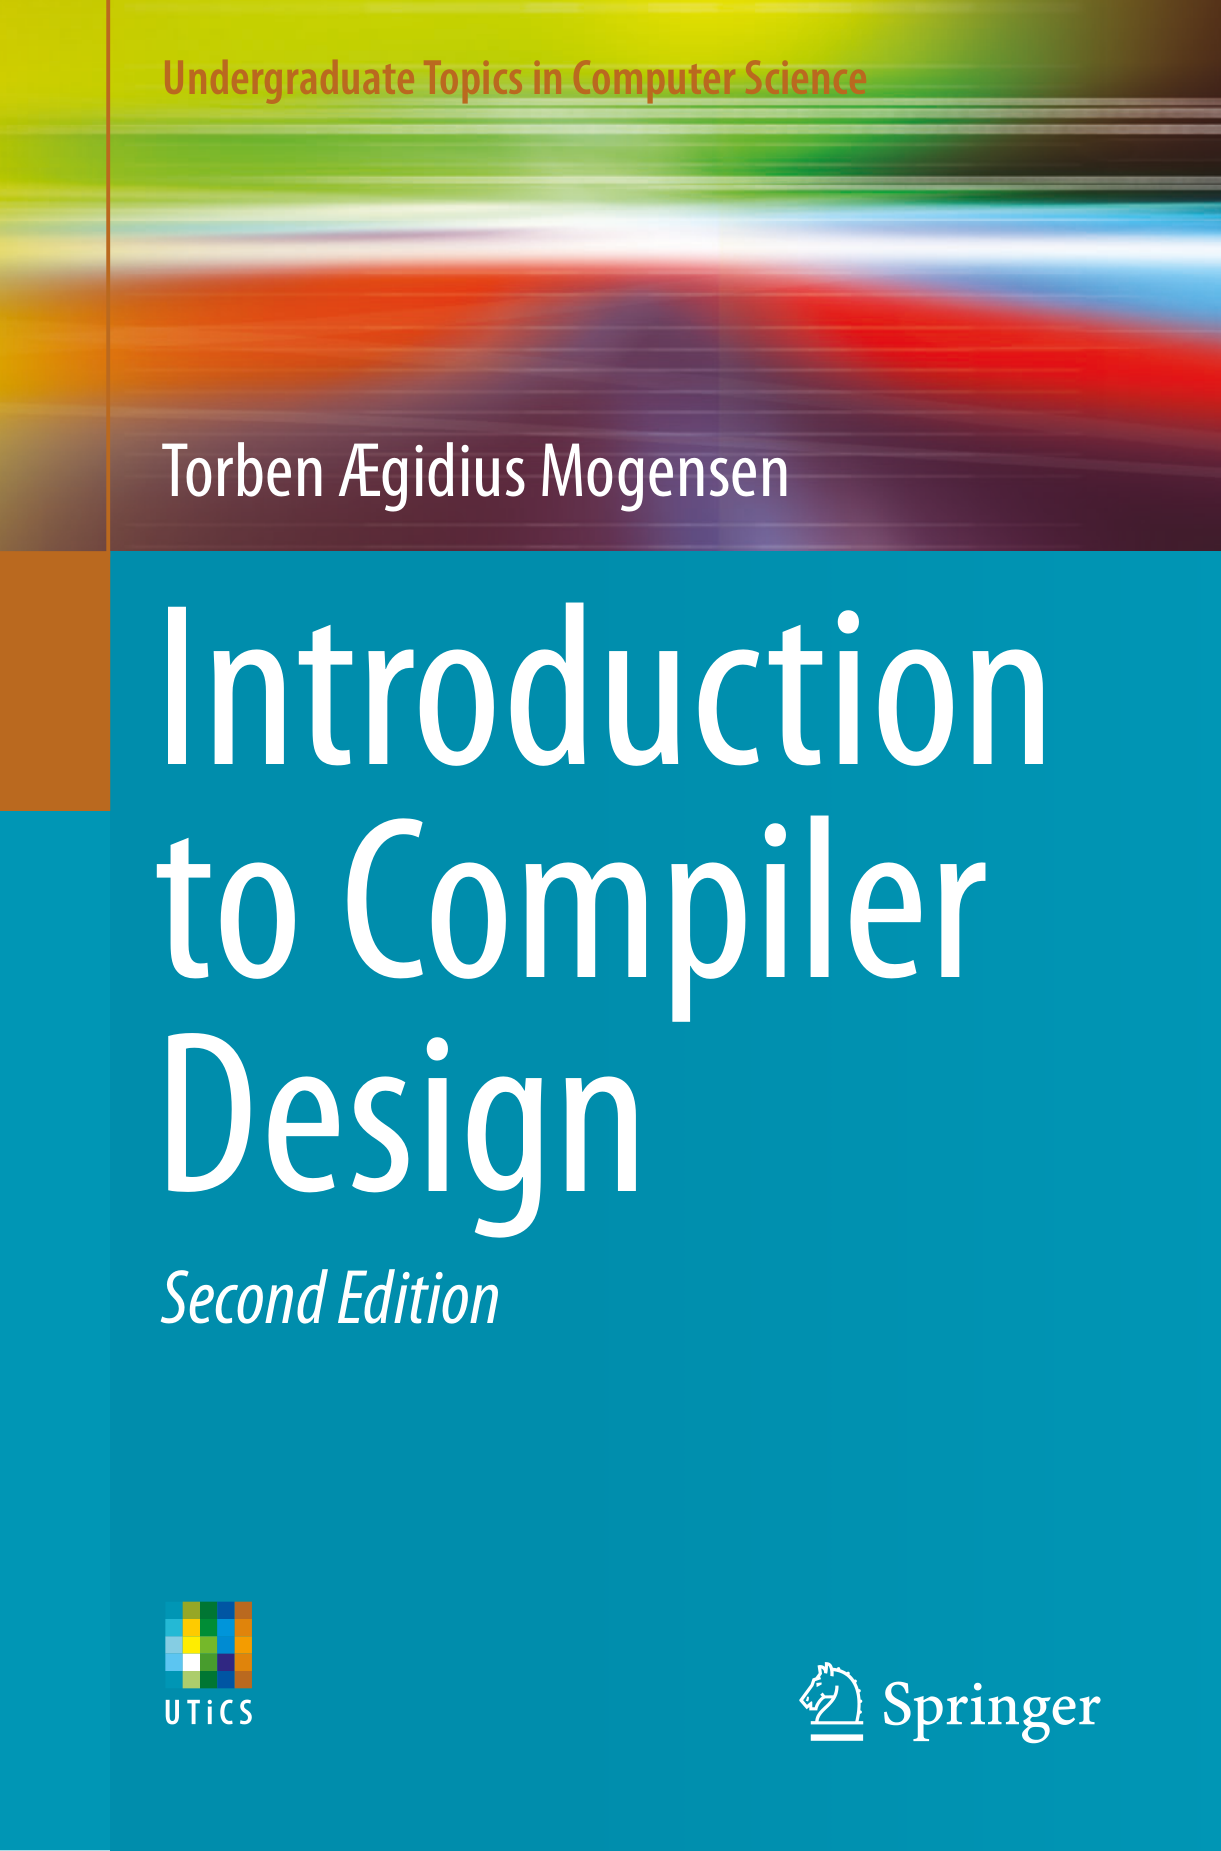 Undergraduate Topics in Computer Science
Torben Ægidius Mogensen
Introduction
to Compiler
Design
Second Edition
UTiCS
Springer